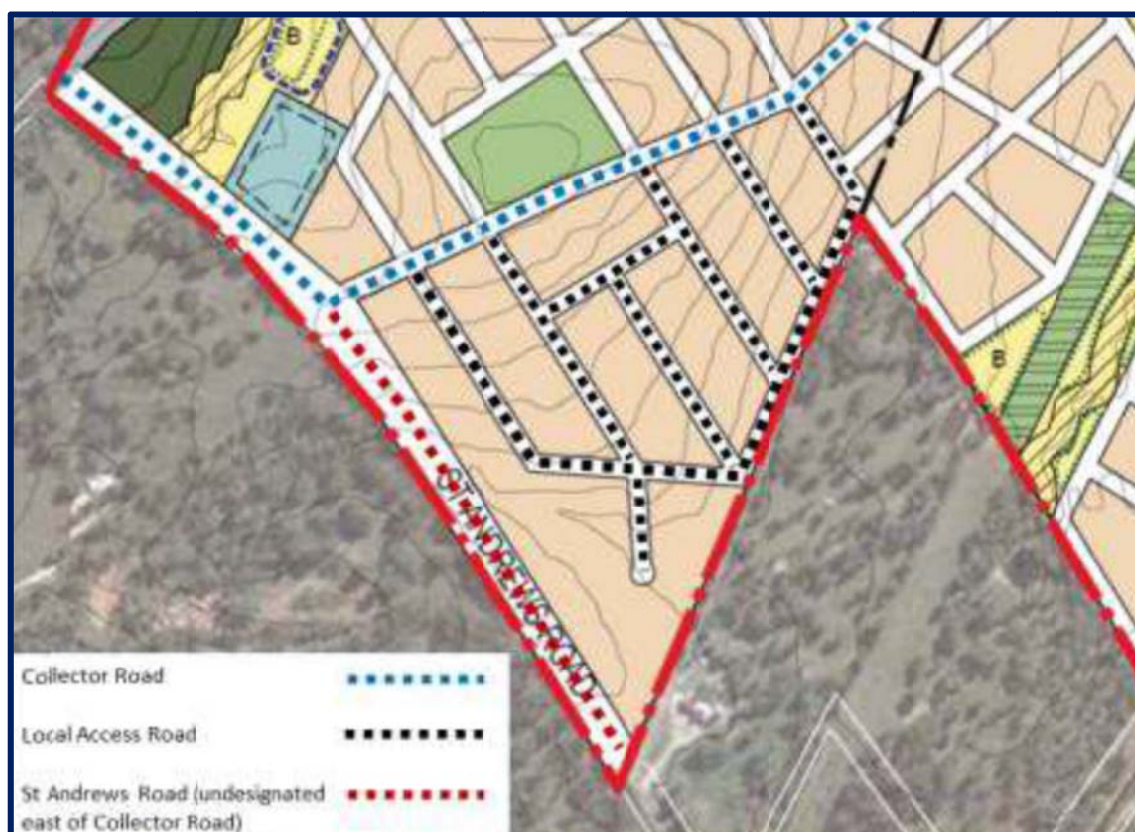 B
B
ST ANDREWS ROAD
Collector Road
Local Access Road
St Andrews Road (undesignated
east of Collector Road)